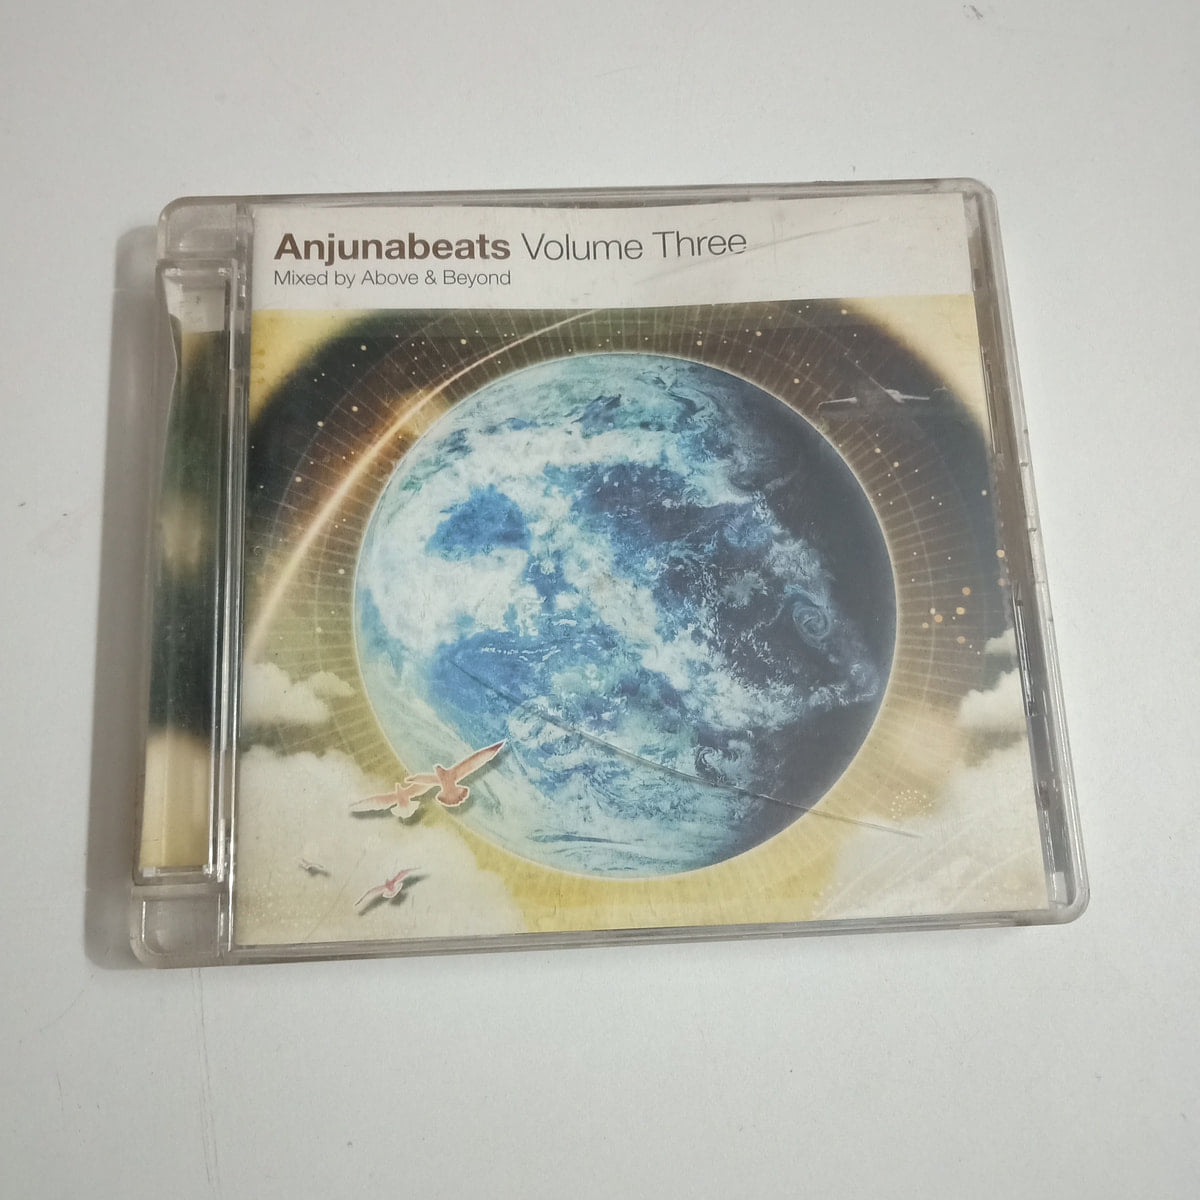 Anjunabeats Volume Three
Mixed by Above & Beyond